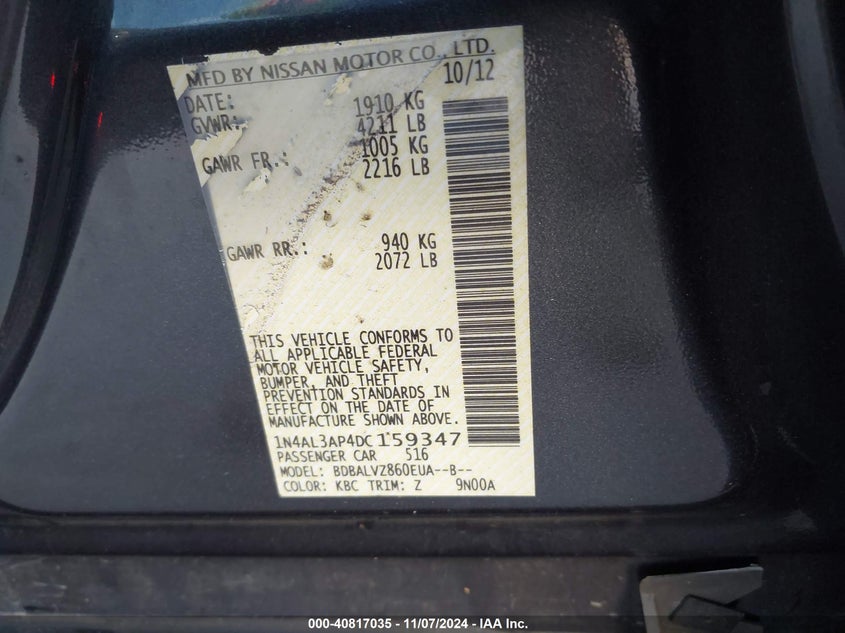 MFD BY NISSAN MOTOR CO., LTD.
DATE: 10/12
GVWR: 1910 KG
4211 LB
GAWR FR.: 1005 KG
2216 LB
GAWR RR.: 940 KG
2072 LB
THIS VEHICLE CONFORMS TO
ALL APPLICABLE FEDERAL
MOTOR VEHICLE SAFETY,
BUMPER, AND THEFT
PREVENTION STANDARDS IN
EFFECT ON THE DATE OF
MANUFACTURE SHOWN ABOVE.
1N4AL3AP4DC159347
PASSENGER CAR 516
MODEL: BDBALVZ860EUA--B--
COLOR: KBC TRIM: Z 9N00A
000-40817035 - 11/07/2024 - IAA Inc.